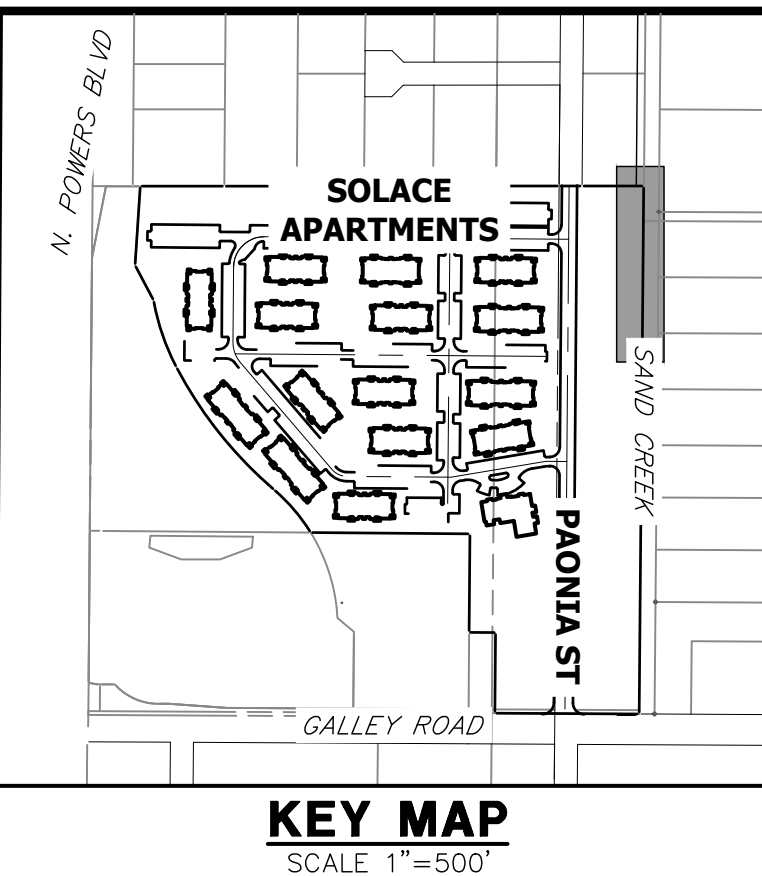 N. POWERS BLVD
SOLACE
APARTMENTS
SAND CREEK
PAONIA ST
GALLEY ROAD
KEY MAP
SCALE 1"=500'